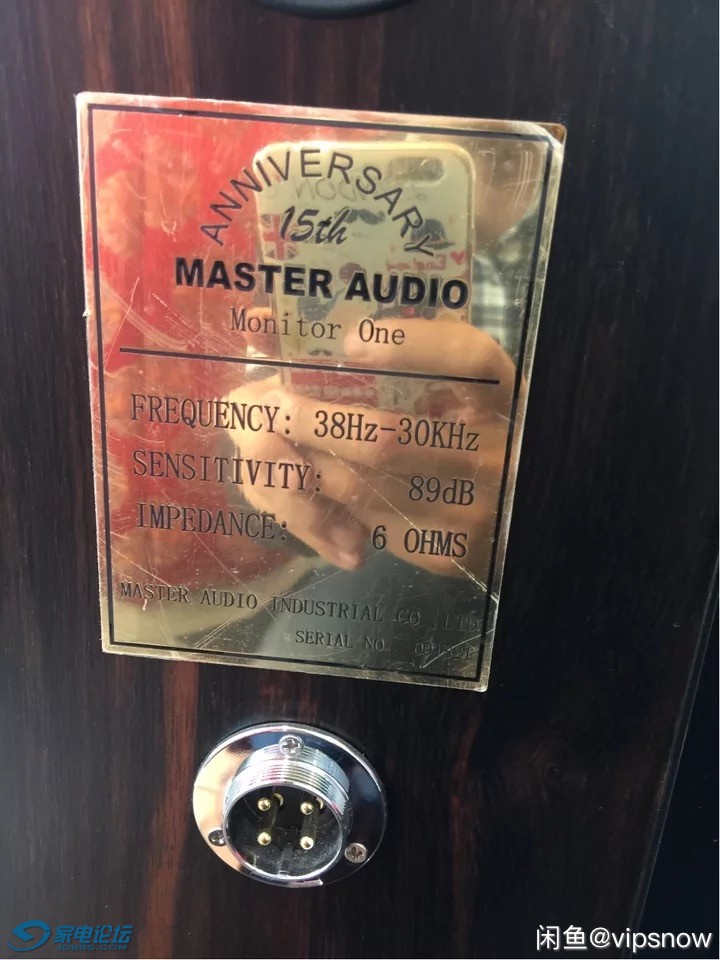 ANNIVERSARY
15th
MASTER AUDIO
Monitor One
FREQUENCY: 38Hz-30KHz
SENSITIVITY: 89dB
IMPEDANCE: 6 OHMS
MASTER AUDIO INDUSTRIAL CO .,LTD
SERIAL NO
家电论坛
闲鱼@vipsnow